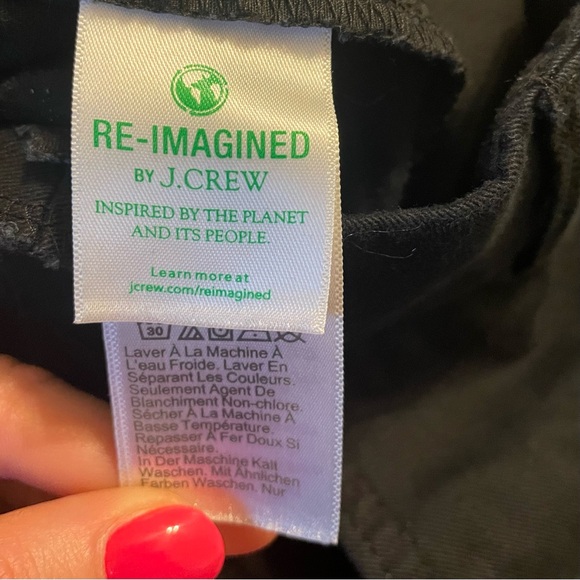 RE-IMAGINED
BY J.CREW
INSPIRED BY THE PLANET
AND ITS PEOPLE.
Learn more at
jcrew.com/reimagined
30
Laver À La Machine À
L'eau Froide. Laver En
Séparant Les Couleurs.
Seulement Agent De
Blanchiment Non-chlore.
Sécher À La Machine À
Basse Température.
Repasser À Fer Doux Si
Nécessaire.
In Der Maschine Kalt
Waschen. Mit Ähnlichen
Farben Waschen. Nur